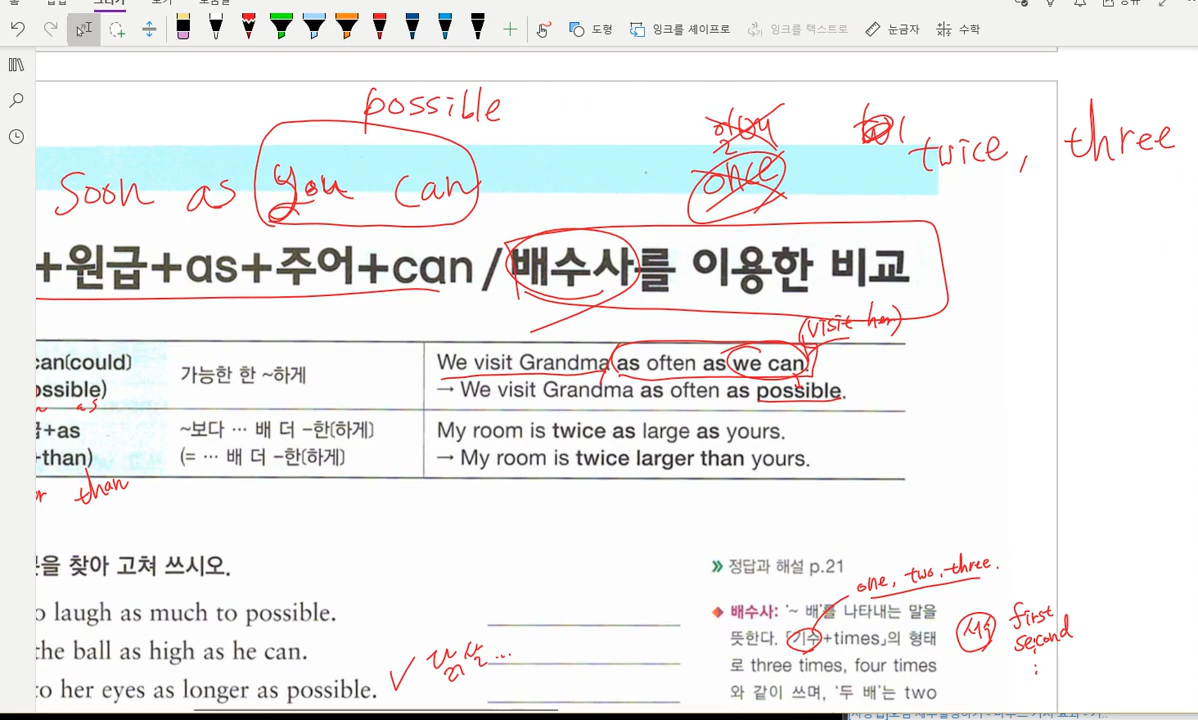 도형
잉크를 셰이프로
잉크를 텍스트로
눈금자
수학
possible
once
twice, three
Soon as you can
+원급+as+주어+can / 배수사를 이용한 비교
(visit her)
can(could)
가능한 한 ~하게
We visit Grandma as often as we can.
ossible)
→ We visit Grandma as often as possible.
as
+as
~보다 … 배 더 -한(하게)
My room is twice as large as yours.
+than)
(= … 배 더 -한(하게)
→ My room is twice larger than yours.
than
을 찾아 고쳐 쓰시오.
정답과 해설 p.21
one, two, three.
o laugh as much to possible.
배수사: '~ 배'를 나타내는 말을
first
뜻한다. 「기수+times」의 형태
서수
second
the ball as high as he can.
로 three times, four times
to her eyes as longer as possible.
와 같이 쓰며, '두 배'는 two